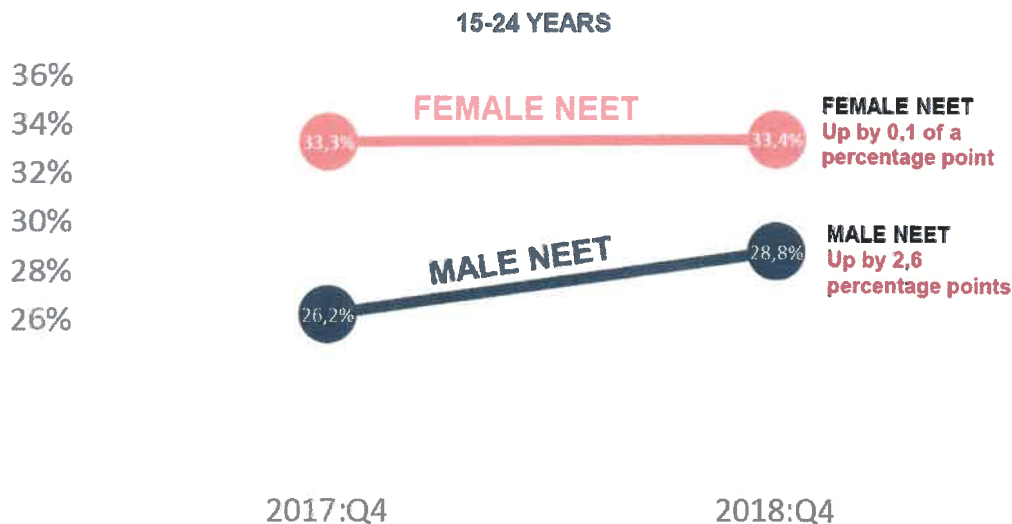 15-24 YEARS
36%
34%
32%
30%
28%
26%
FEMALE NEET
33,3%
33,4%
FEMALE NEET
Up by 0,1 of a
percentage point
MALE NEET
26,2%
28,8%
MALE NEET
Up by 2,6
percentage points
2017:Q4
2018:Q4